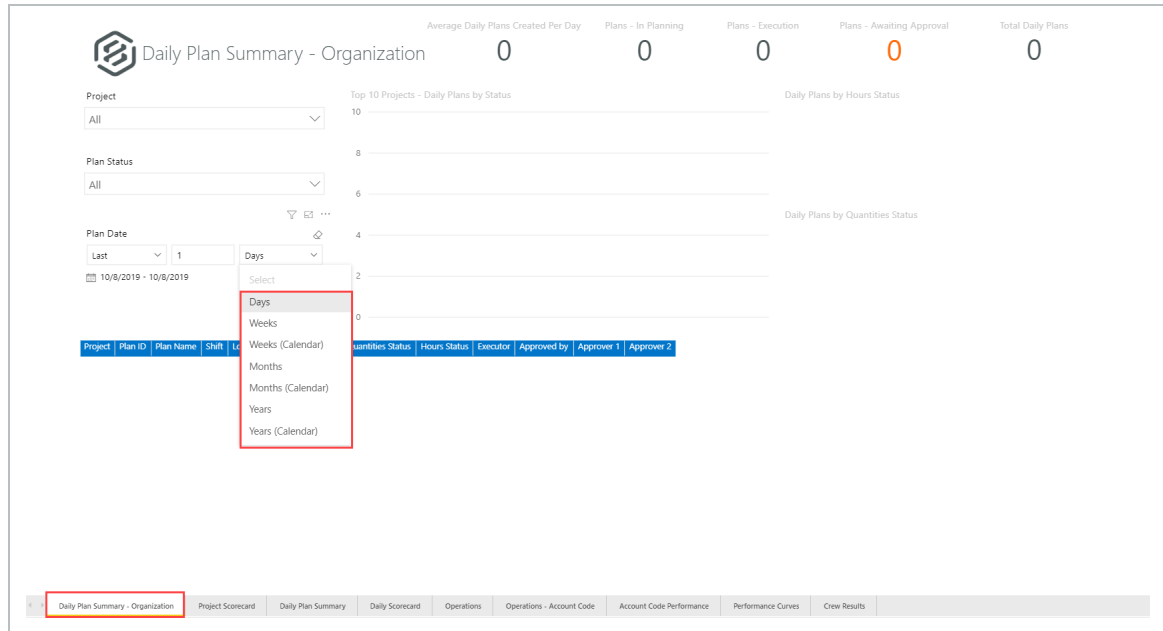 Daily Plan Summary - Organization
Average Daily Plans Created Per Day
0
Plans - In Planning
0
Plans - Execution
0
Plans - Awaiting Approval
0
Total Daily Plans
0
Project
All
Plan Status
All
Plan Date
Last 1 Days
10/8/2019 - 10/8/2019
Select
Days
Weeks
Weeks (Calendar)
Months
Months (Calendar)
Years
Years (Calendar)
Top 10 Projects - Daily Plans by Status
10
8
6
4
2
0
Daily Plans by Hours Status
Daily Plans by Quantities Status
Project Plan ID Plan Name Shift Status Hours Status Executor Approved by Approver 1 Approver 2
Daily Plan Summary - Organization Project Scorecard Daily Plan Summary Daily Scorecard Operations Operations - Account Code Account Code Performance Performance Curves Crew Results